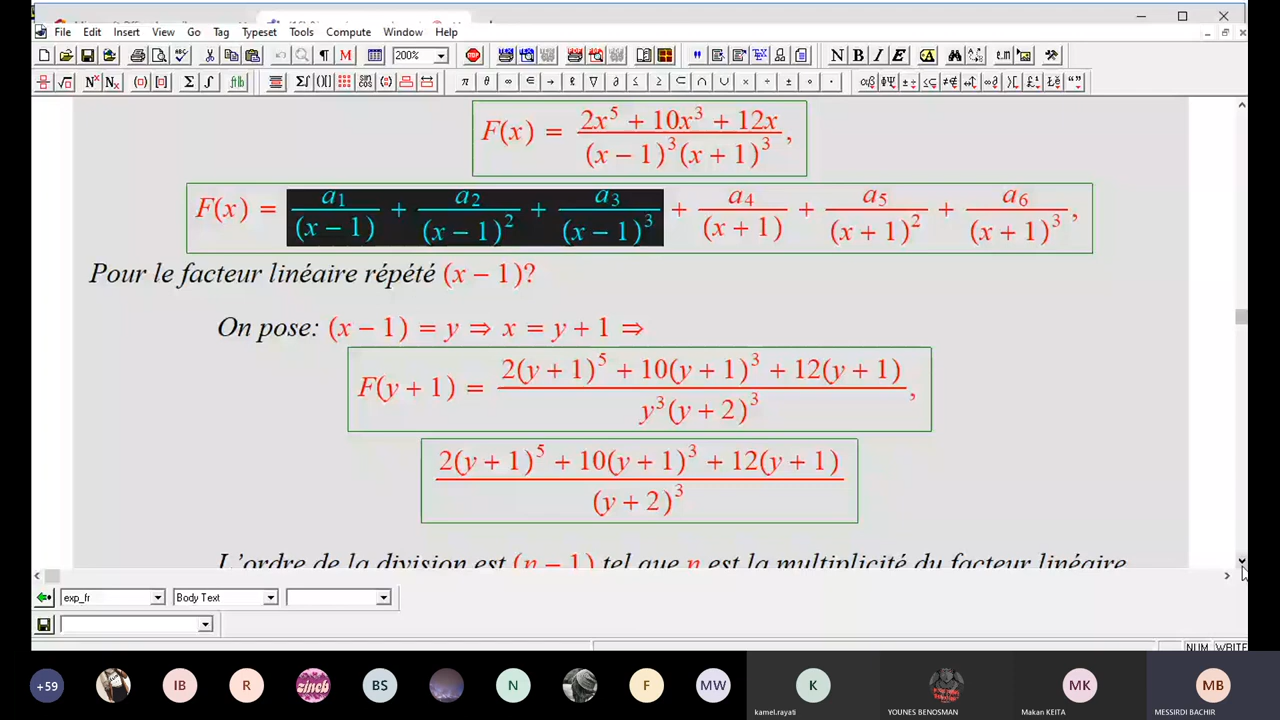 File Edit Insert View Go Tag Typeset Tools Compute Window Help
200%
F(x) = (2x⁵ + 10x³ + 12x) / ((x − 1)³(x + 1)³),
F(x) = a₁/(x − 1) + a₂/(x − 1)² + a₃/(x − 1)³ + a₄/(x + 1) + a₅/(x + 1)² + a₆/(x + 1)³,
Pour le facteur linéaire répété (x − 1)?
On pose: (x − 1) = y ⇒ x = y + 1 ⇒
F(y + 1) = (2(y + 1)⁵ + 10(y + 1)³ + 12(y + 1)) / (y³(y + 2)³),
(2(y + 1)⁵ + 10(y + 1)³ + 12(y + 1)) / (y + 2)³
L'ordre de la division est (n − 1) tel que n est la multiplicité du facteur linéaire
exp_fr Body Text
NUM WRITE
+59 IB R zineb BS N F MW K MK MB
kamel.rayati YOUNES BENOSMAN Makan KEITA MESSIRDI BACHIR